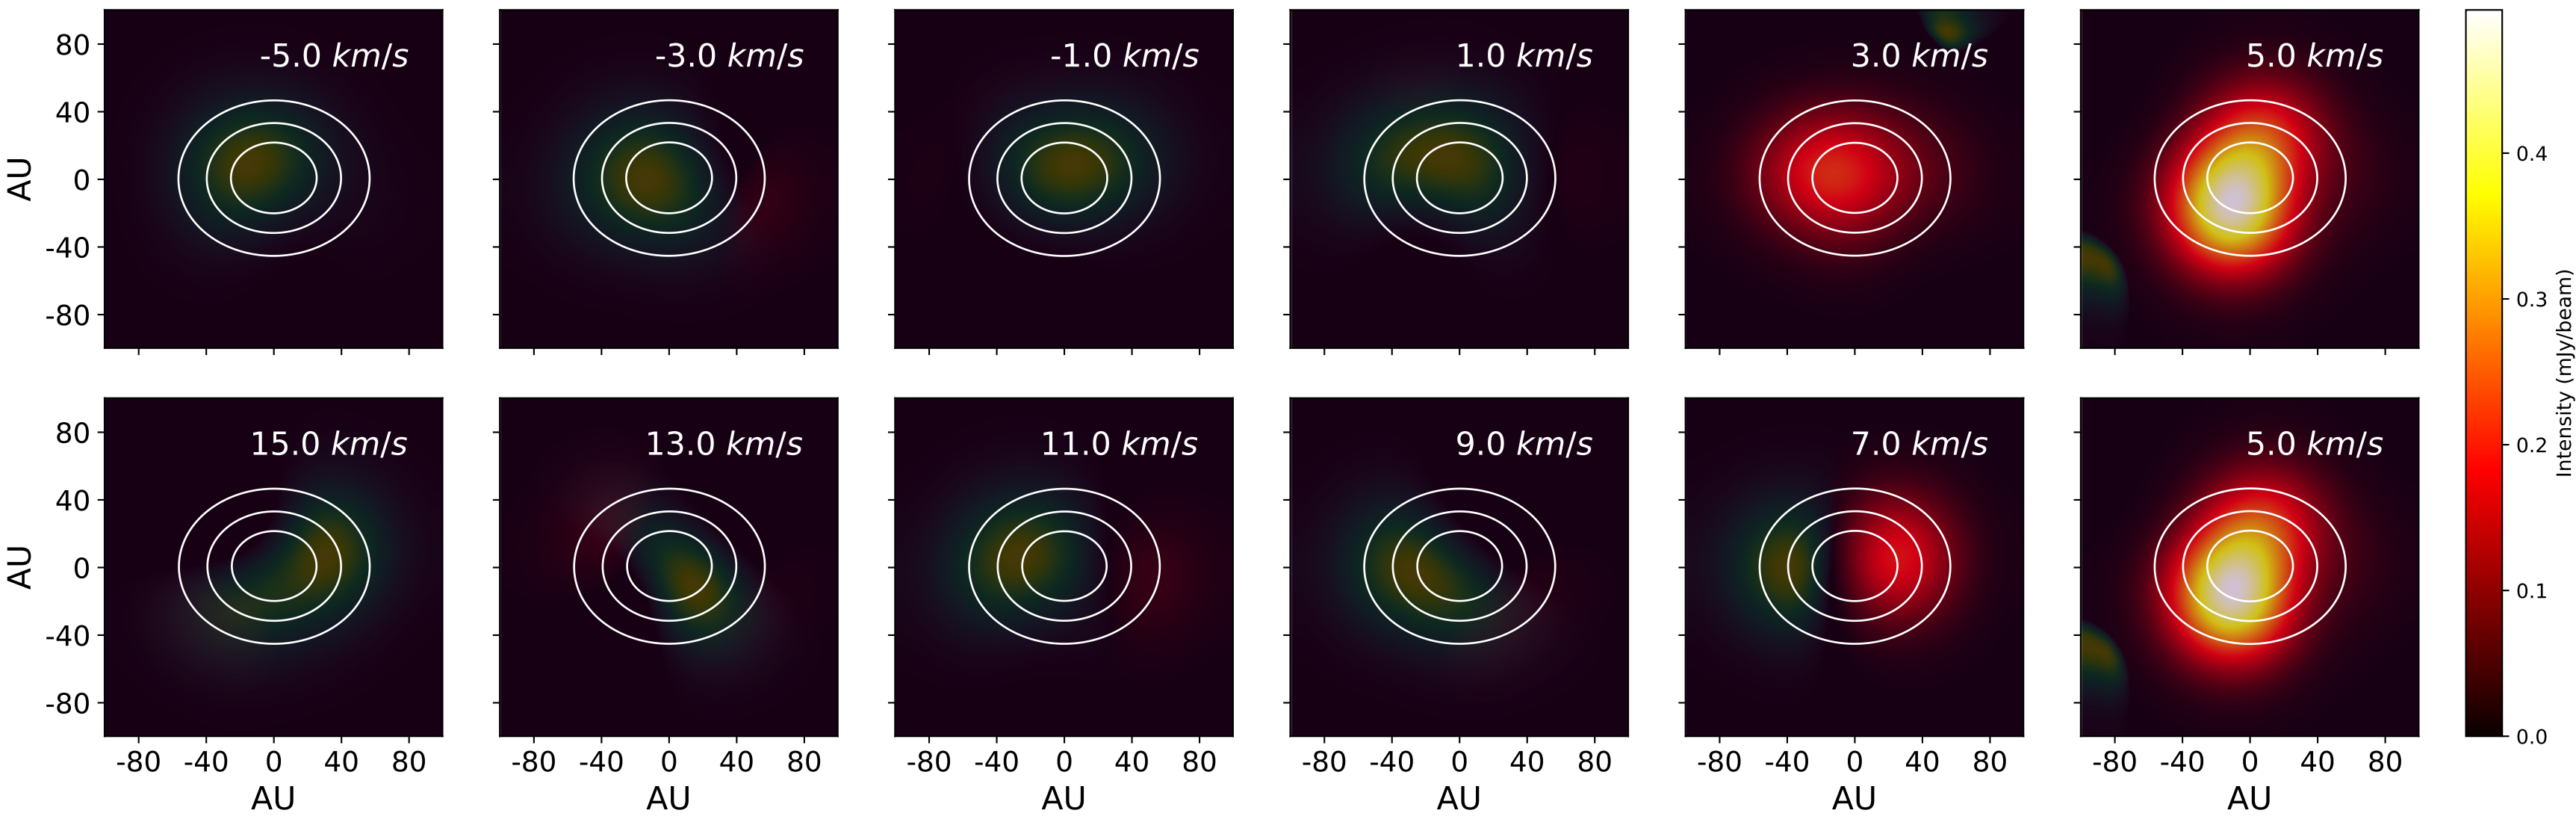 -5.0 km/s
-3.0 km/s
-1.0 km/s
1.0 km/s
3.0 km/s
5.0 km/s
80
40
0
-40
-80
AU
15.0 km/s
13.0 km/s
11.0 km/s
9.0 km/s
7.0 km/s
5.0 km/s
80
40
0
-40
-80
AU
-80 -40 0 40 80
-80 -40 0 40 80
-80 -40 0 40 80
-80 -40 0 40 80
-80 -40 0 40 80
-80 -40 0 40 80
AU
AU
AU
AU
AU
AU
0.4
0.3
0.2
0.1
0.0
Intensity (mJy/beam)